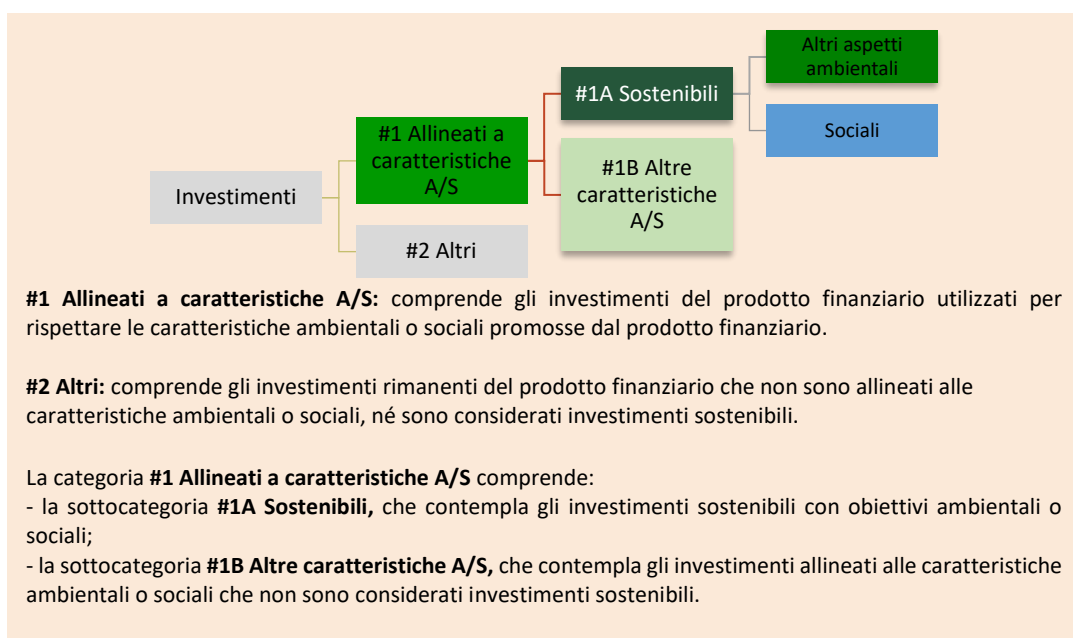 Altri aspetti
ambientali
#1A Sostenibili
#1 Allineati a
caratteristiche
A/S
Sociali
#1B Altre
caratteristiche
A/S
Investimenti
#2 Altri
#1 Allineati a caratteristiche A/S: comprende gli investimenti del prodotto finanziario utilizzati per
rispettare le caratteristiche ambientali o sociali promosse dal prodotto finanziario.
#2 Altri: comprende gli investimenti rimanenti del prodotto finanziario che non sono allineati alle
caratteristiche ambientali o sociali, né sono considerati investimenti sostenibili.
La categoria #1 Allineati a caratteristiche A/S comprende:
- la sottocategoria #1A Sostenibili, che contempla gli investimenti sostenibili con obiettivi ambientali o
sociali;
- la sottocategoria #1B Altre caratteristiche A/S, che contempla gli investimenti allineati alle caratteristiche
ambientali o sociali che non sono considerati investimenti sostenibili.